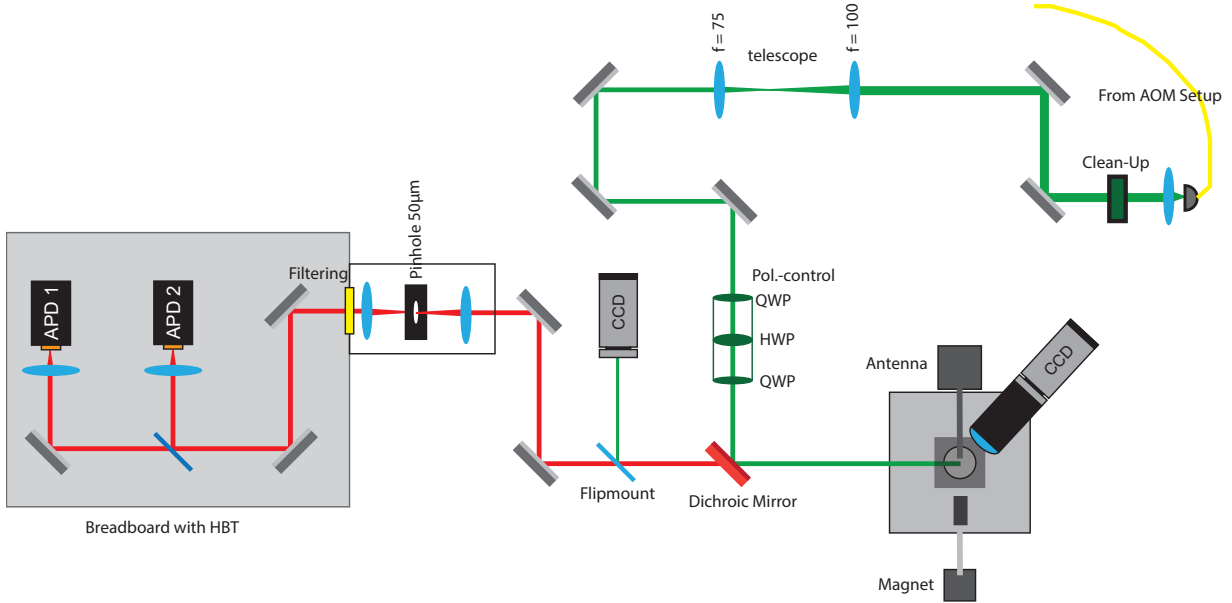 f = 75
f = 100
telescope
From AOM Setup
Clean-Up
Pinhole 50μm
Filtering
Pol.-control
QWP
HWP
QWP
APD 1
APD 2
CCD
CCD
Antenna
Flipmount
Dichroic Mirror
Breadboard with HBT
Magnet